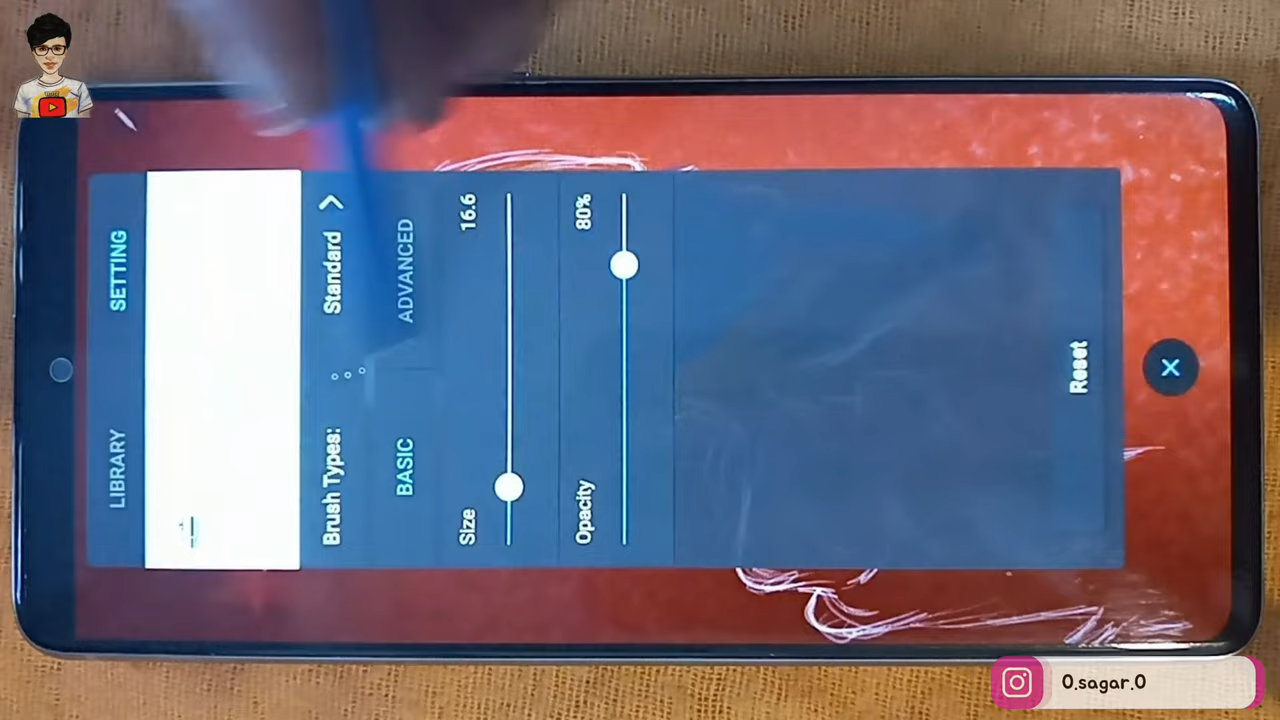 LIBRARY SETTING
Brush Types: Standard
BASIC ADVANCED
Size 16.6
Opacity 80%
Reset
0.sagar.0